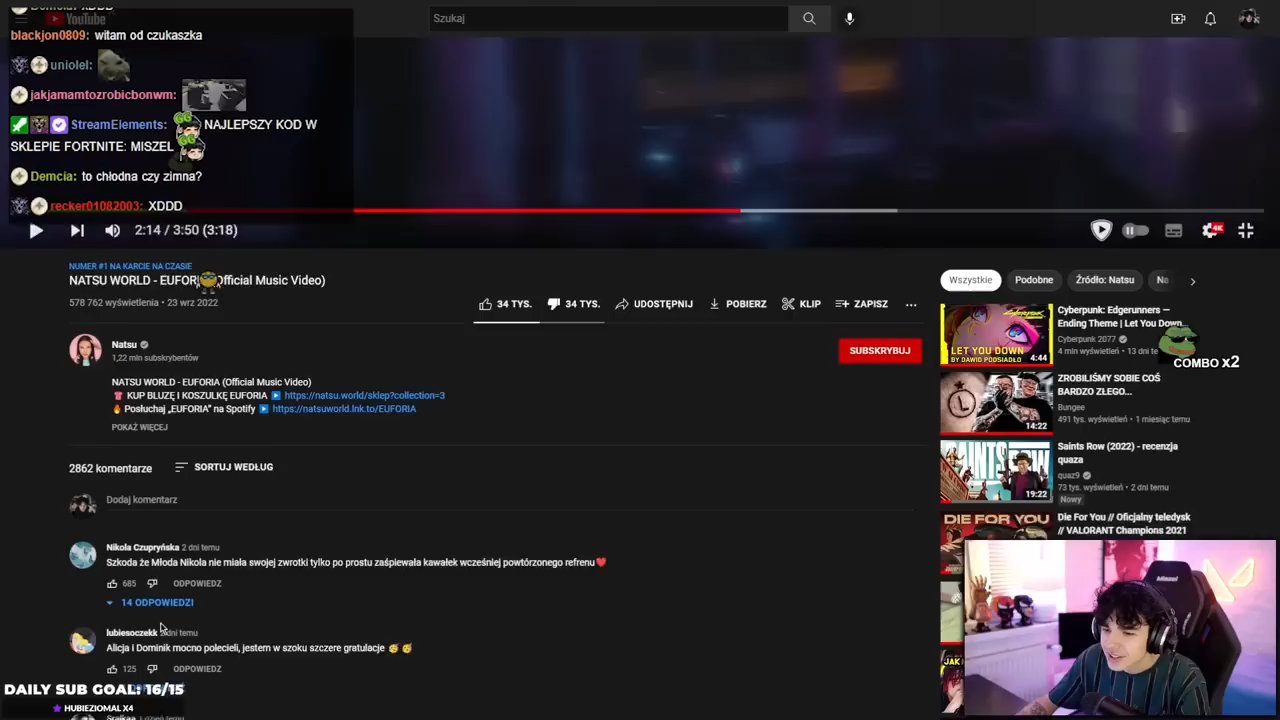 Demcia: XDDD
YouTube
Szukaj
blackjon0809: witam od czukaszka
uniolel:
jakjamamtozrobicbonwm:
StreamElements: NAJLEPSZY KOD W
SKLEPIE FORTNITE: MISZEL
Demcia: to chłodna czy zimna?
recker01082003: XDDD
2:14 / 3:50 (3:18)
4K
NUMER #1 NA KARCIE NA CZASIE
NATSU WORLD - EUFORI Official Music Video)
578 762 wyświetlenia • 23 wrz 2022
34 TYS.
34 TYS.
UDOSTĘPNIJ
POBIERZ
KLIP
ZAPISZ
Natsu
1,22 mln subskrybentów
SUBSKRYBUJ
NATSU WORLD - EUFORIA (Official Music Video)
KUP BLUZĘ I KOSZULKĘ EUFORIA https://natsu.world/sklep?collection=3
Posłuchaj „EUFORIA” na Spotify https://natsuworld.lnk.to/EUFORIA
POKAŻ WIĘCEJ
2862 komentarze
SORTUJ WEDŁUG
Dodaj komentarz
Nikola Czupryńska 2 dni temu
Szkoda że Młoda Nikola nie miała swojej zwrotki tylko po prostu zaśpiewała kawałek wcześniej powtórzonego refrenu❤️
685
ODPOWIEDZ
14 ODPOWIEDZI
lubiesoczekk dni temu
Alicja i Dominik mocno polecieli, jestem w szoku szczere gratulacje 🥳 🥳
125
ODPOWIEDZ
DAILY SUB GOAL: 16/15
HUBIEZIOMAL X4
Wszystkie
Podobne
Źródło: Natsu
Na
Cyberpunk: Edgerunners —
Ending Theme | Let You Down...
Cyberpunk 2077
4 mln wyświetleń • 13 dni te
LET YOU DOWN
BY DAWID PODSIADŁO
4:44
COMBO x2
ZROBILIŚMY SOBIE COŚ
BARDZO ZŁEGO...
Bungee
491 tys. wyświetleń • 1 miesiąc temu
14:22
Saints Row (2022) - recenzja
quaza
quaz9
73 tys. wyświetleń • 2 dni temu
Nowy
19:22
DIE FOR YOU
Die For You // Oficjalny teledysk
// VALORANT Champions 2021
JAK